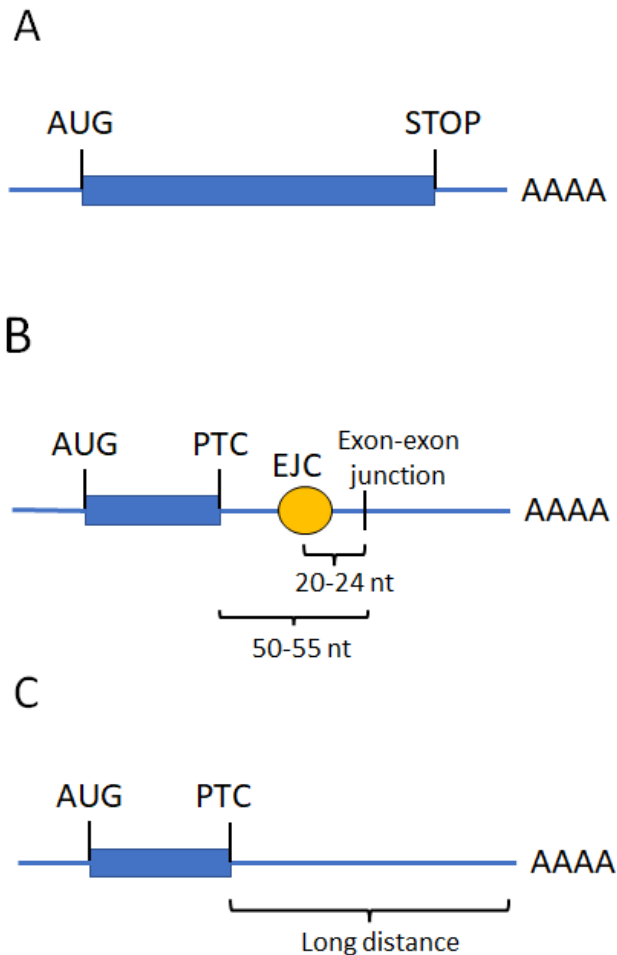 A
AUG STOP
AAAA
B
AUG PTC EJC Exon-exon
junction
AAAA
20-24 nt
50-55 nt
C
AUG PTC
AAAA
Long distance